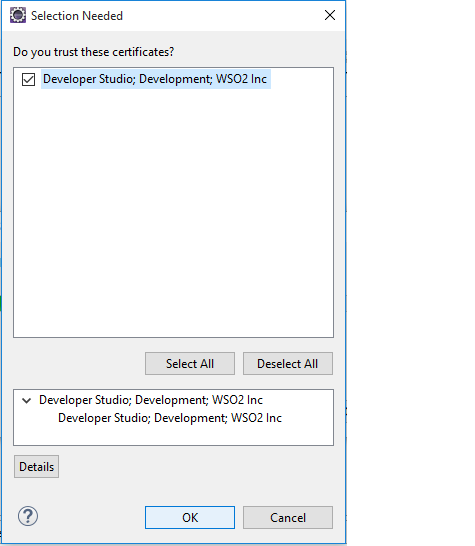 Selection Needed
Do you trust these certificates?
Developer Studio; Development; WSO2 Inc
Select All
Deselect All
Developer Studio; Development; WSO2 Inc
Developer Studio; Development; WSO2 Inc
Details
?
OK
Cancel